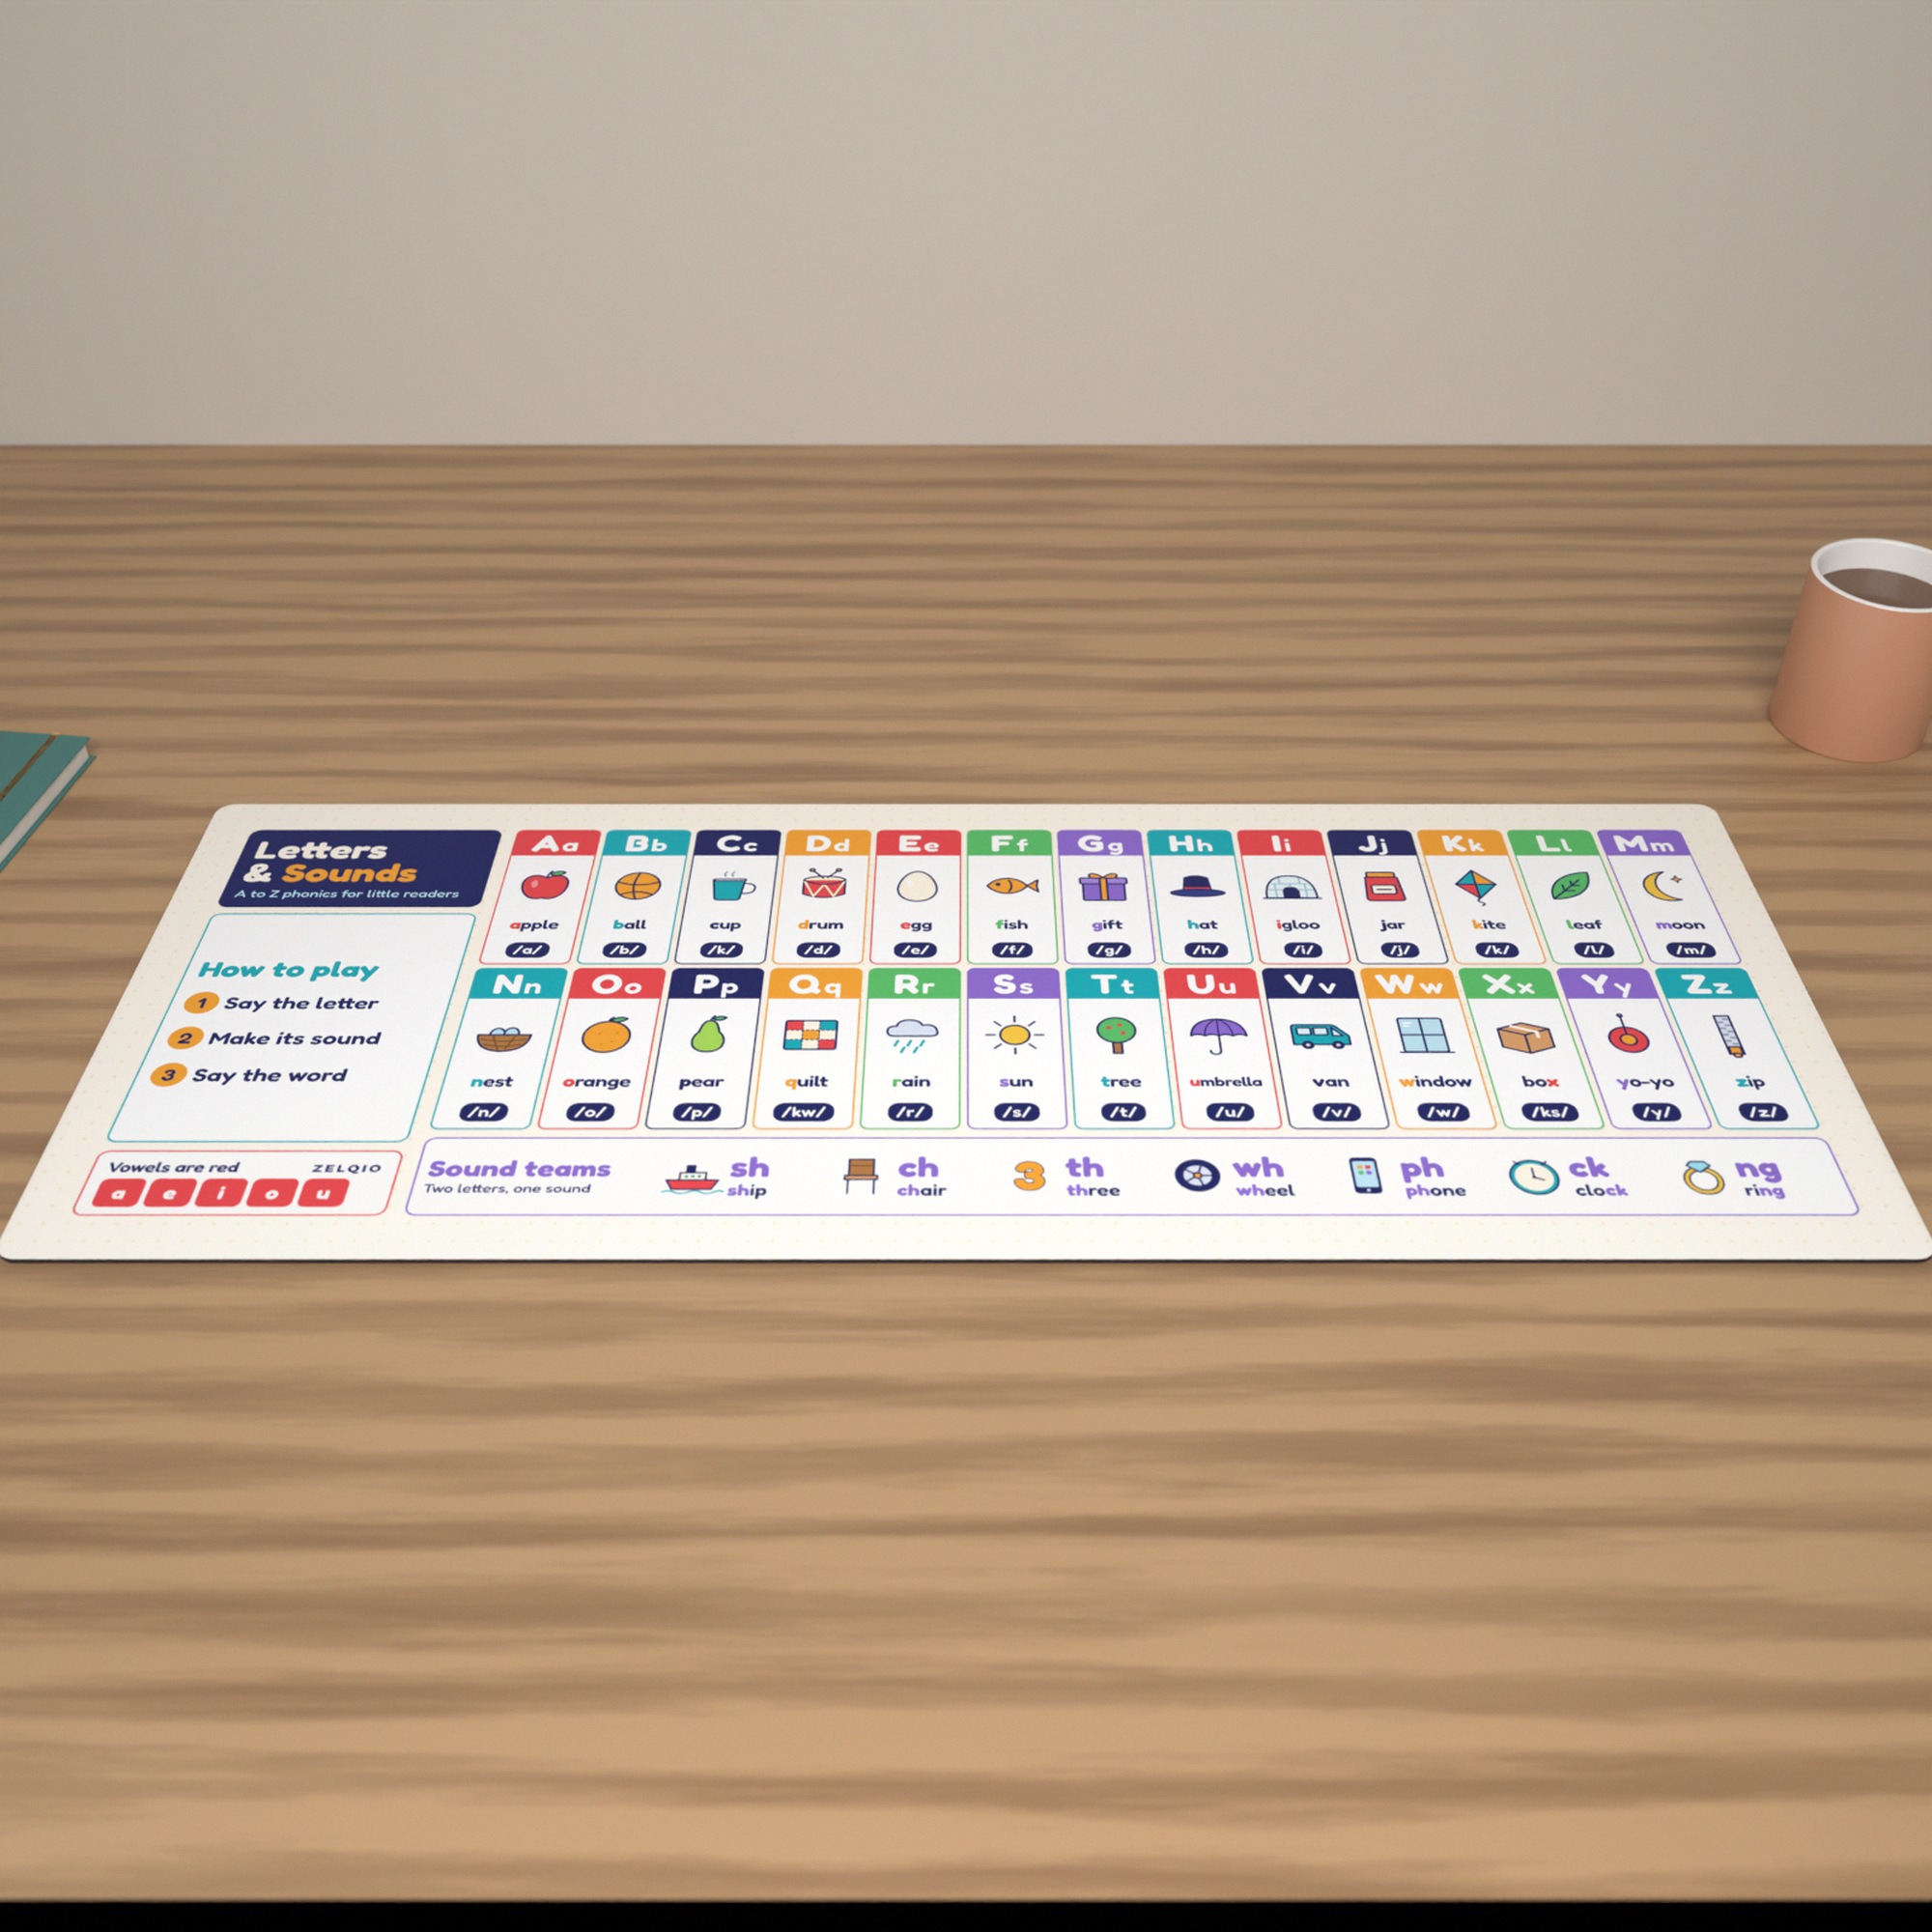 Letters
& Sounds
A to Z phonics for little readers
How to play
1 Say the letter
2 Make its sound
3 Say the word
Vowels are red ZELQIO
a e i o u
Aa Bb Cc Dd Ee Ff Gg Hh Ii Jj Kk Ll Mm
apple ball cup drum egg fish gift hat igloo jar kite leaf moon
/a/ /b/ /k/ /d/ /e/ /f/ /g/ /h/ /i/ /j/ /k/ /l/ /m/
Nn Oo Pp Qq Rr Ss Tt Uu Vv Ww Xx Yy Zz
nest orange pear quilt rain sun tree umbrella van window box yo-yo zip
/n/ /o/ /p/ /kw/ /r/ /s/ /t/ /u/ /v/ /w/ /ks/ /y/ /z/
Sound teams
Two letters, one sound
sh ch 3 th wh ph ck ng
ship chair three wheel phone clock ring